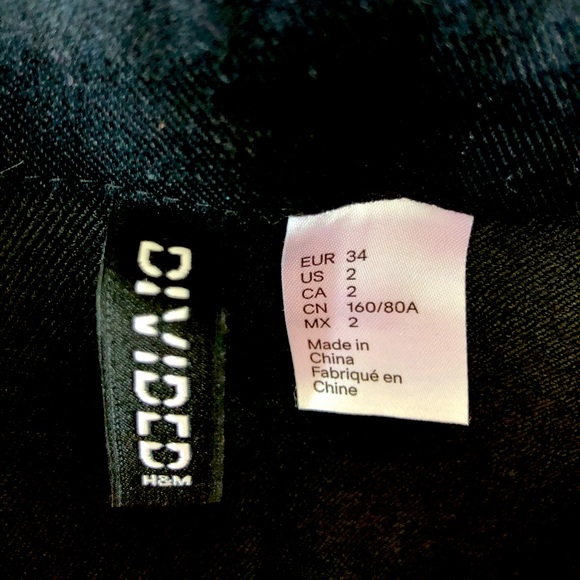 DIVIDED
H&M
EUR 34
US 2
CA 2
CN 160/80A
MX 2
Made in
China
Fabriqué en
Chine